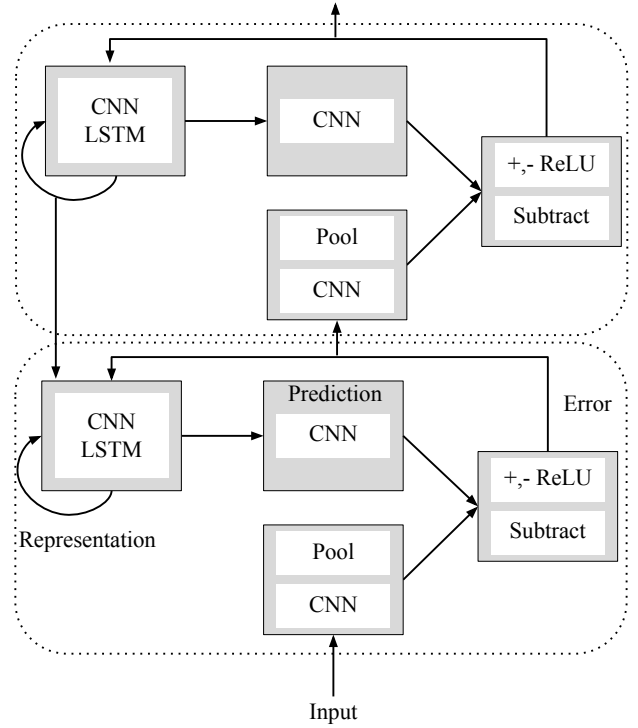 CNN
LSTM
CNN
+,- ReLU
Subtract
Pool
CNN
CNN
LSTM
Prediction
CNN
Error
+,- ReLU
Subtract
Representation
Pool
CNN
Input